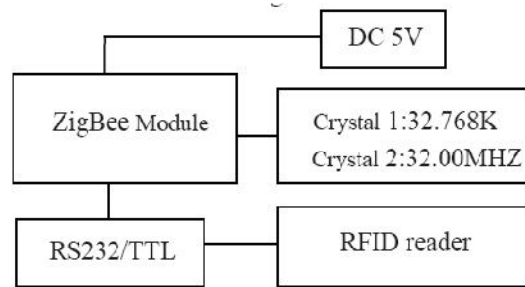 DC 5V
ZigBee Module
Crystal 1:32.768K
Crystal 2:32.00MHZ
RS232/TTL
RFID reader